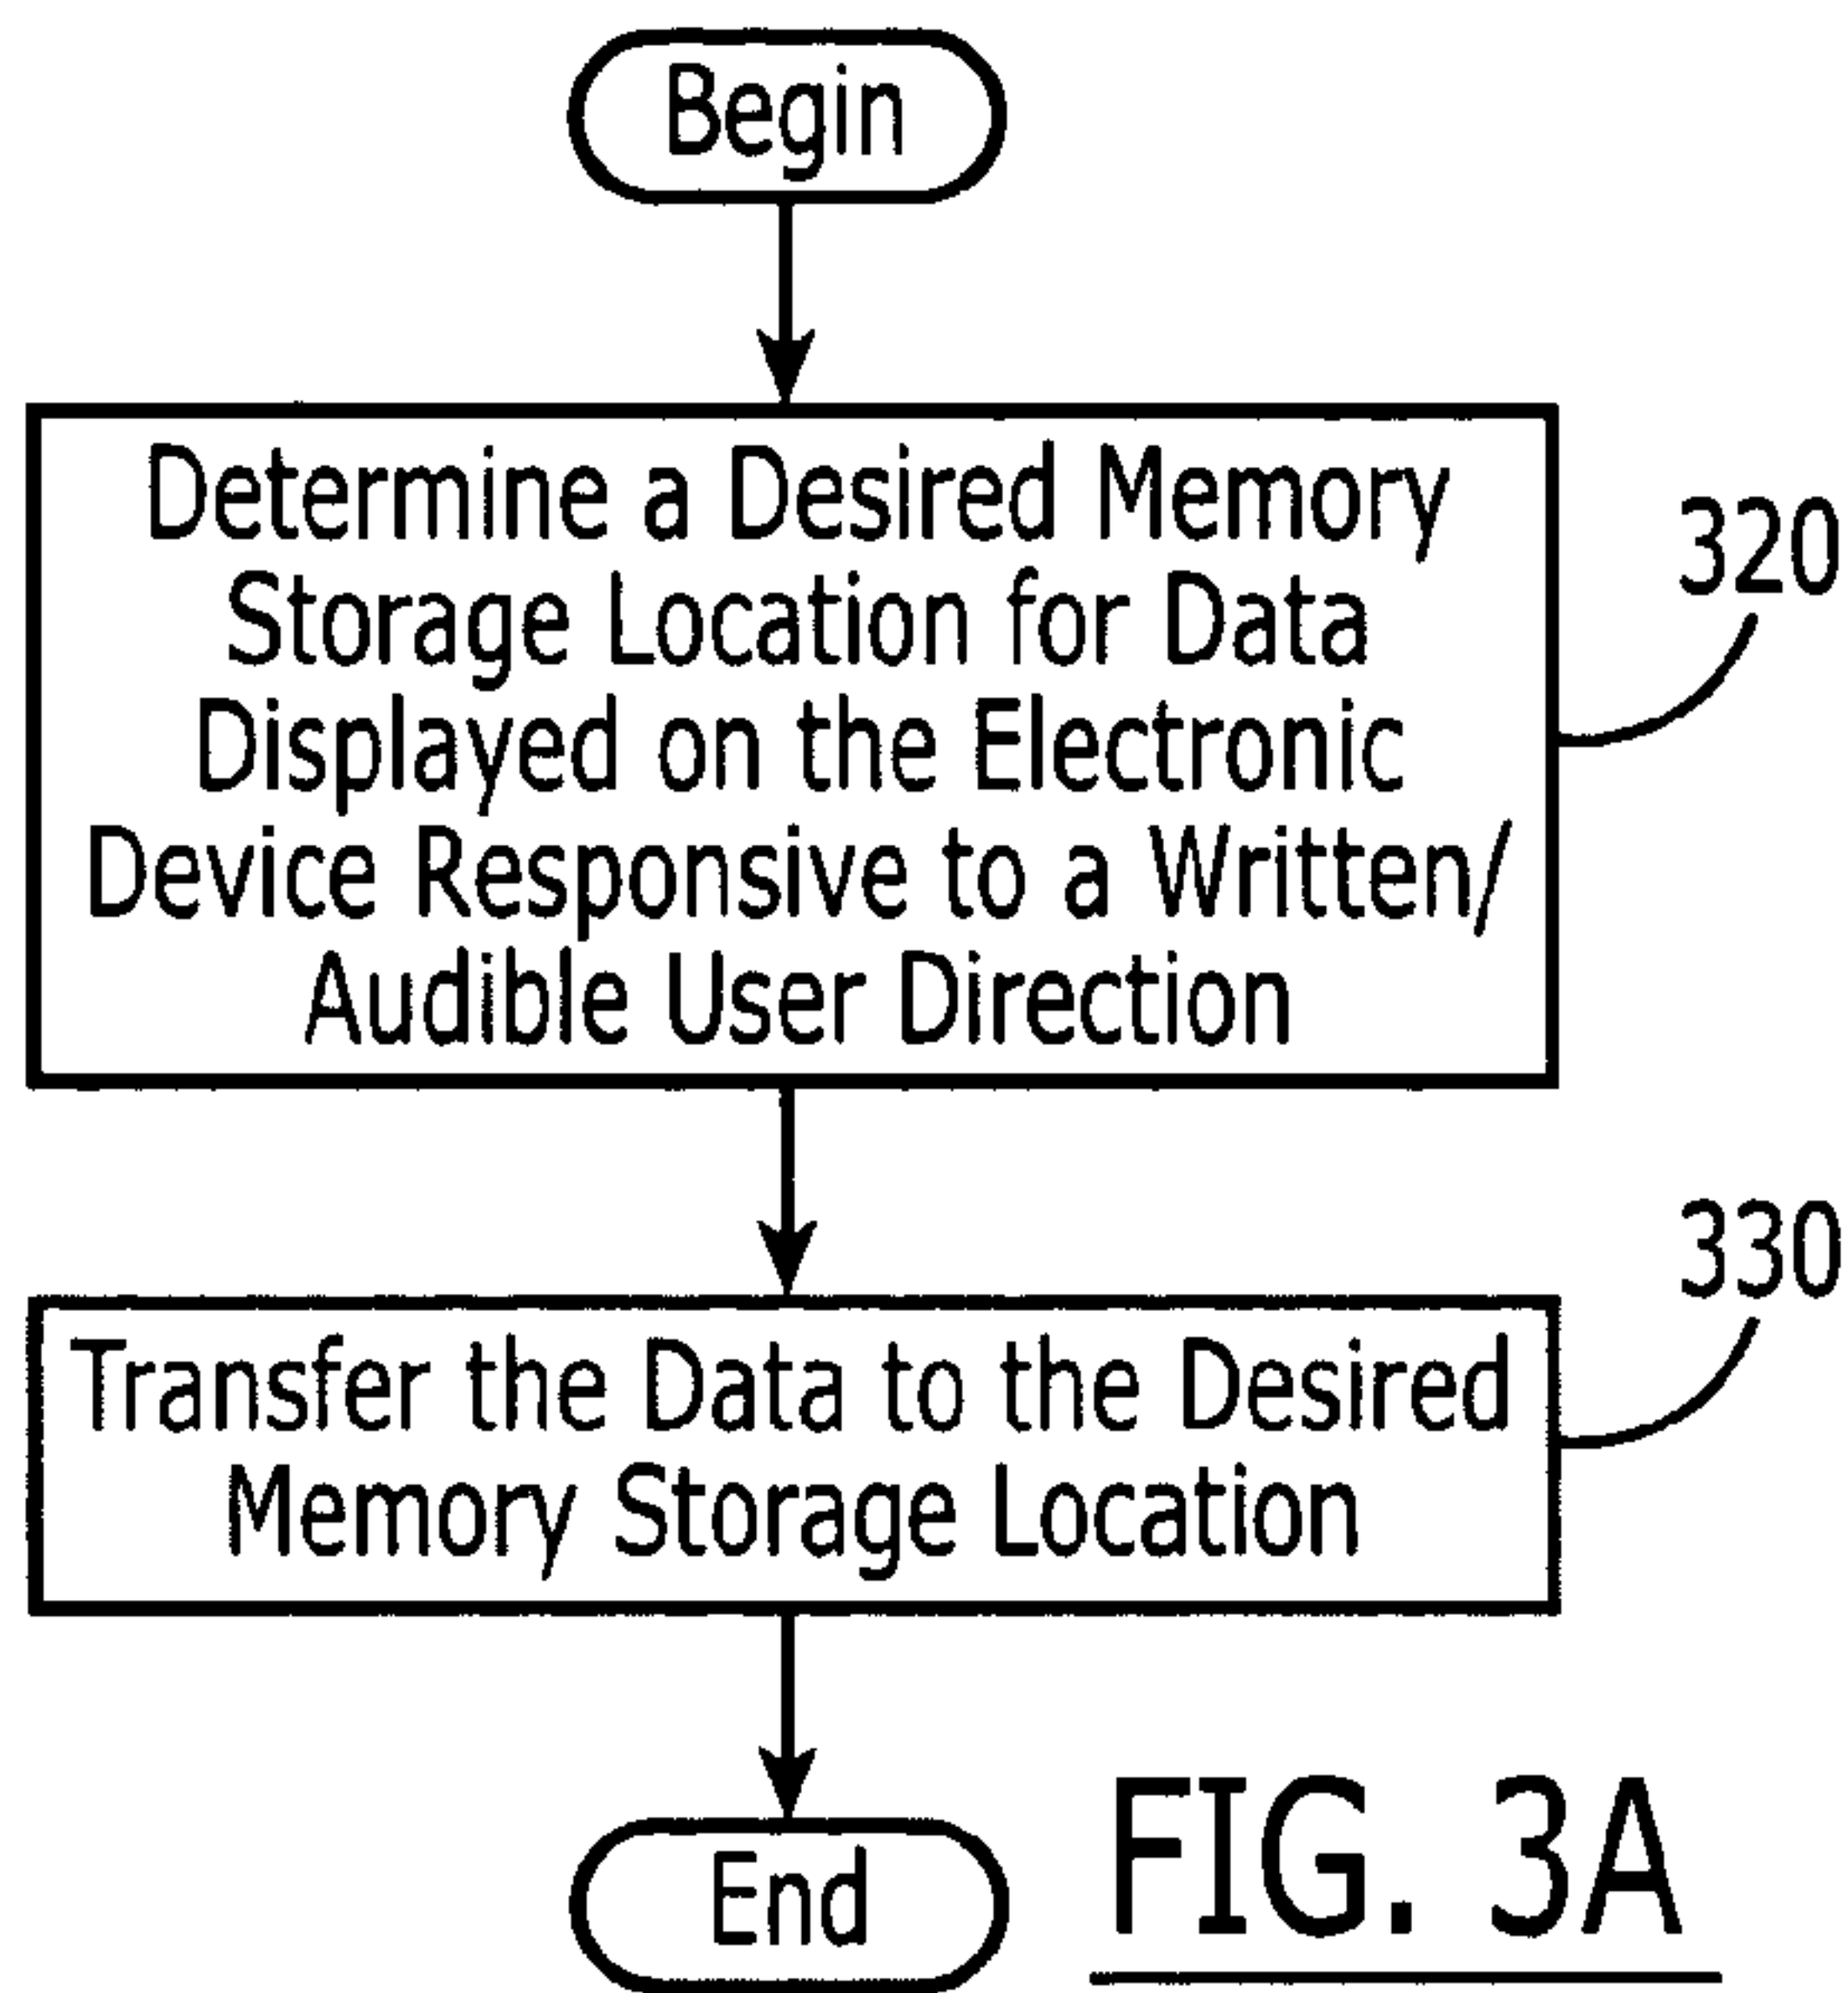 Begin
Determine a Desired Memory
Storage Location for Data
Displayed on the Electronic
Device Responsive to a Written/
Audible User Direction
320
Transfer the Data to the Desired
Memory Storage Location
330
End
FIG. 3A